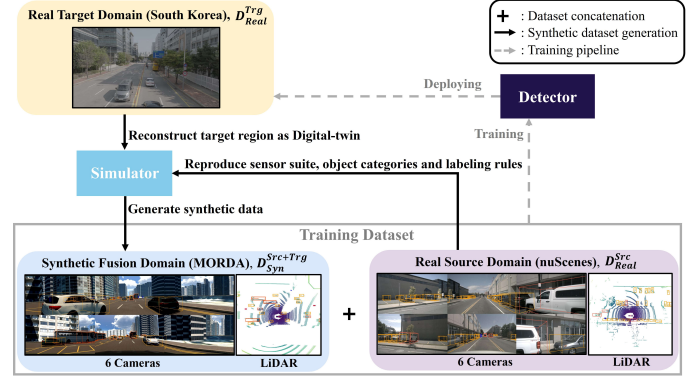 Real Target Domain (South Korea), D^{Trg}_{Real}
+ : Dataset concatenation
: Synthetic dataset generation
: Training pipeline
Deploying
Detector
Training
Reconstruct target region as Digital-twin
Reproduce sensor suite, object categories and labeling rules
Simulator
Generate synthetic data
Training Dataset
Synthetic Fusion Domain (MORDA), D^{Src+Trg}_{Syn}
Real Source Domain (nuScenes), D^{Src}_{Real}
+
6 Cameras
LiDAR
6 Cameras
LiDAR